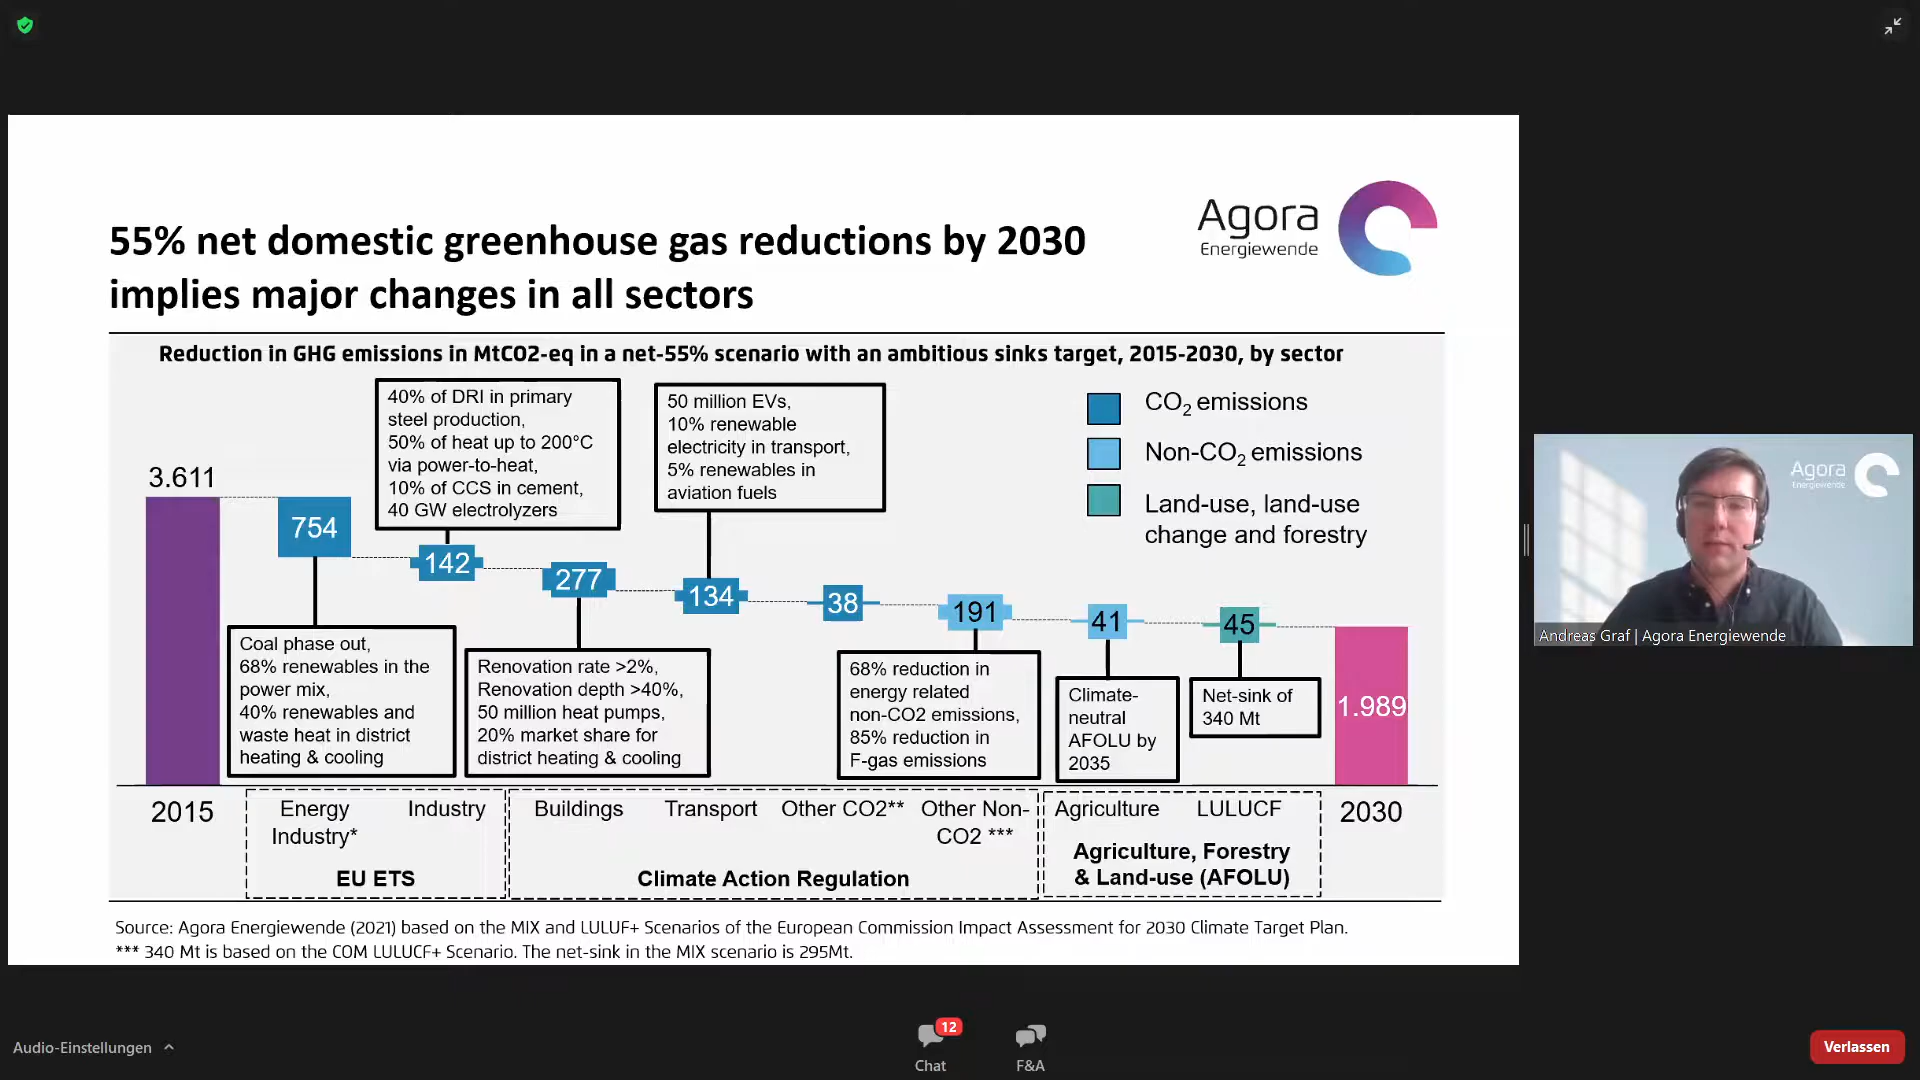 55% net domestic greenhouse gas reductions by 2030
implies major changes in all sectors
Agora
Energiewende
Reduction in GHG emissions in MtCO2-eq in a net-55% scenario with an ambitious sinks target, 2015-2030, by sector
40% of DRI in primary
steel production,
50% of heat up to 200°C
via power-to-heat,
10% of CCS in cement,
40 GW electrolyzers
50 million EVs,
10% renewable
electricity in transport,
5% renewables in
aviation fuels
CO₂ emissions
Non-CO₂ emissions
Land-use, land-use
change and forestry
3.611
754
142
277
134
38
191
41
45
1.989
Coal phase out,
68% renewables in the
power mix,
40% renewables and
waste heat in district
heating & cooling
Renovation rate >2%,
Renovation depth >40%,
50 million heat pumps,
20% market share for
district heating & cooling
68% reduction in
energy related
non-CO2 emissions,
85% reduction in
F-gas emissions
Climate-
neutral
AFOLU by
2035
Net-sink of
340 Mt
2015
Energy
Industry*
Industry
EU ETS
Buildings
Transport
Other CO2**
Other Non-
CO2 ***
Climate Action Regulation
Agriculture
LULUCF
Agriculture, Forestry
& Land-use (AFOLU)
2030
Source: Agora Energiewende (2021) based on the MIX and LULUF+ Scenarios of the European Commission Impact Assessment for 2030 Climate Target Plan.
*** 340 Mt is based on the COM LULUCF+ Scenario. The net-sink in the MIX scenario is 295Mt.
Agora
Energiewende
Andreas Graf | Agora Energiewende
Audio-Einstellungen
12
Chat
F&A
Verlassen